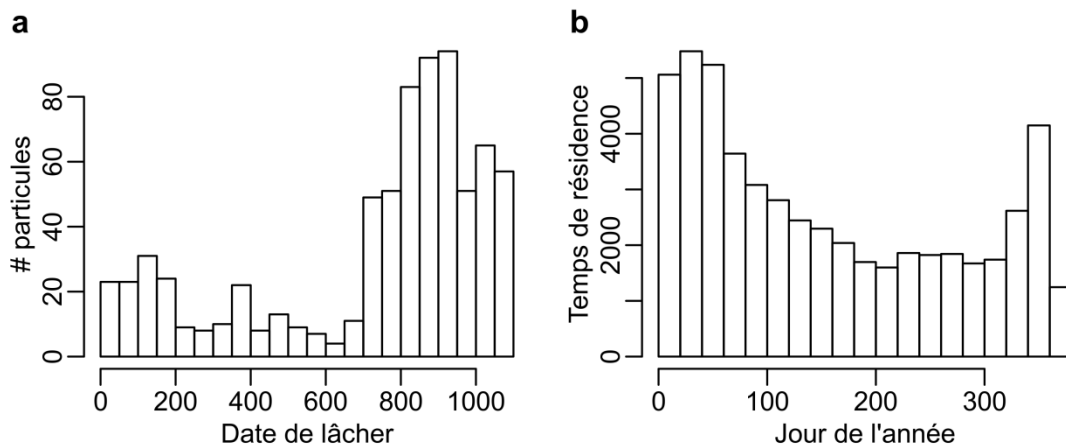 a
# particules
0 20 40 60 80
0 200 400 600 800 1000
Date de lâcher
b
Temps de résidence
0 2000 4000
0 100 200 300
Jour de l'année